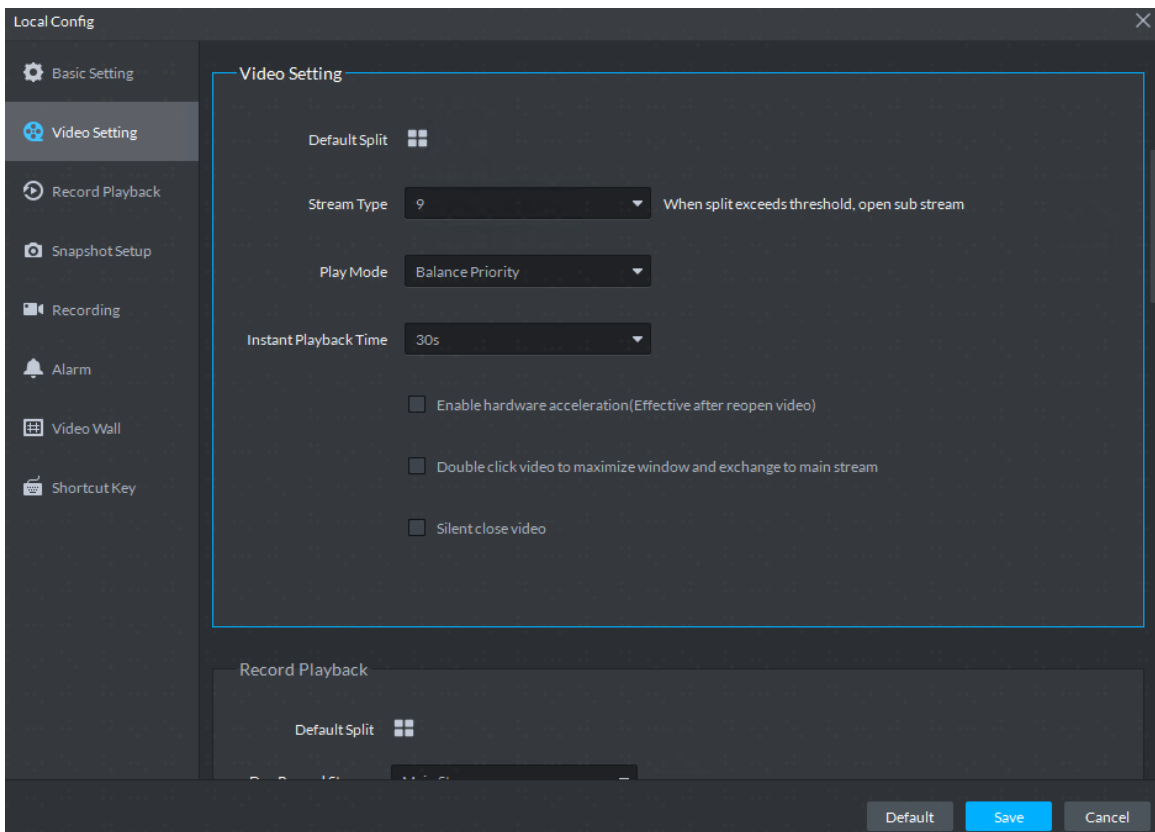 Local Config
Basic Setting
Video Setting
Record Playback
Snapshot Setup
Recording
Alarm
Video Wall
Shortcut Key
Video Setting
Default Split
Stream Type 9 When split exceeds threshold, open sub stream
Play Mode Balance Priority
Instant Playback Time 30s
Enable hardware acceleration(Effective after reopen video)
Double click video to maximize window and exchange to main stream
Silent close video
Record Playback
Default Split
Default Save Cancel